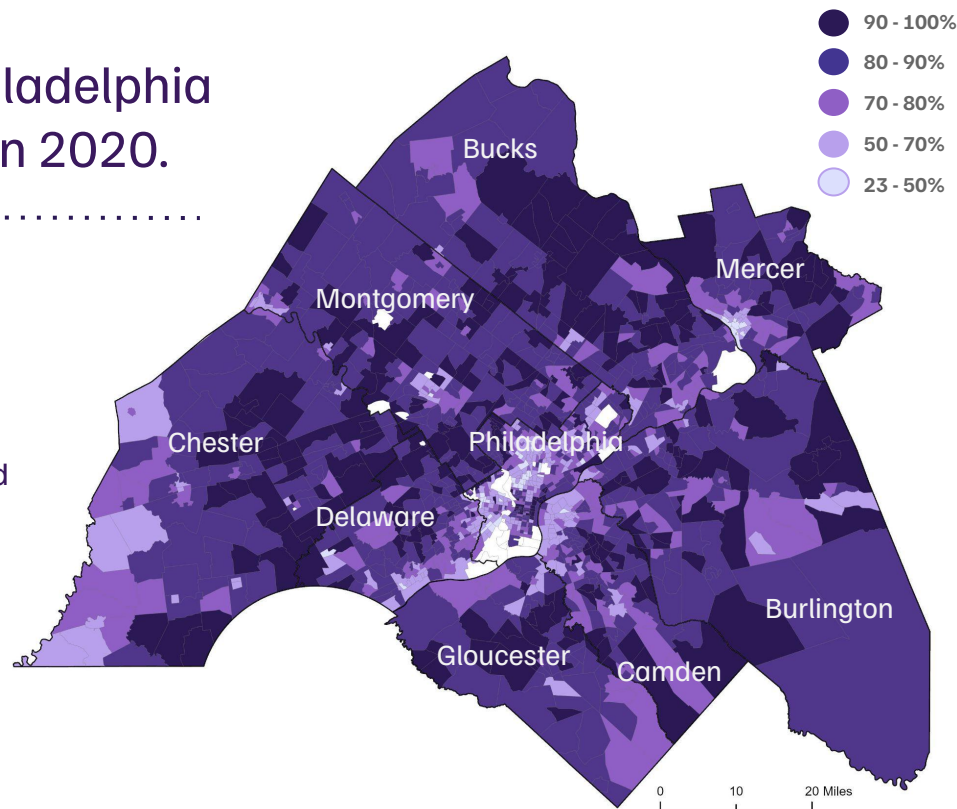 ladelphia
n 2020.
d
90 - 100%
80 - 90%
70 - 80%
50 - 70%
23 - 50%
Bucks
Mercer
Montgomery
Chester
Philadelphia
Delaware
Burlington
Gloucester
Camden
0 10 20 Miles